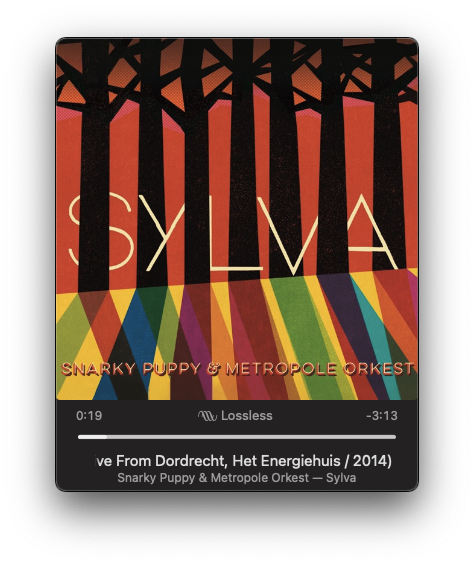 SYLVA
SNARKY PUPPY & METROPOLE ORKEST
0:19 Lossless -3:13
ve From Dordrecht, Het Energiehuis / 2014)
Snarky Puppy & Metropole Orkest — Sylva